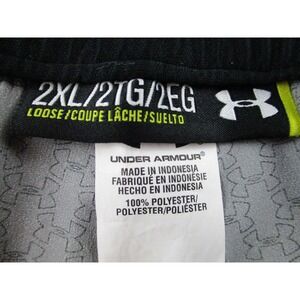 2XL/2TG/2EG
LOOSE/COUPE LÂCHE/SUELTO
UNDER ARMOUR®
MADE IN INDONESIA
FABRIQUÉ EN INDONÉSIE
HECHO EN INDONESIA
100% POLYESTER/
POLYESTER/POLIÉSTER